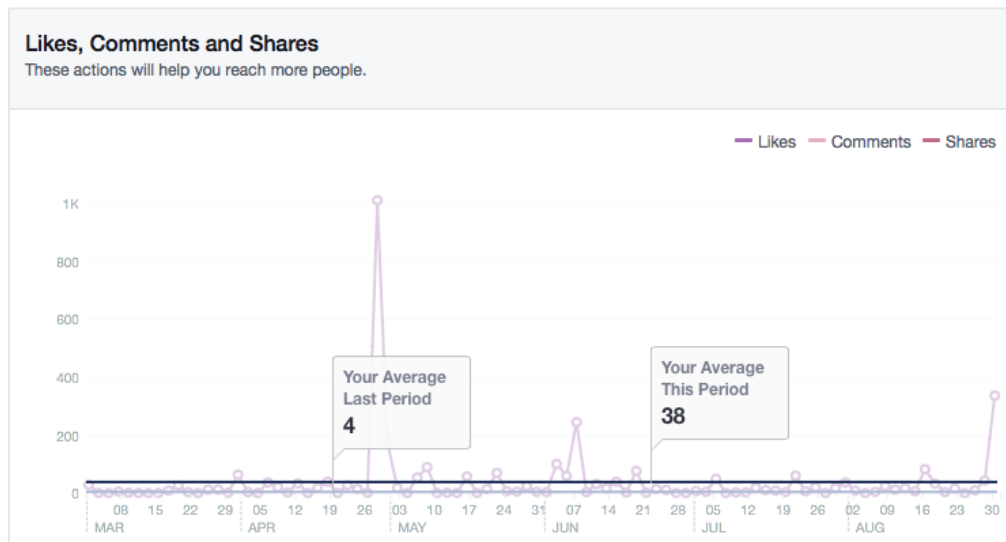 Likes, Comments and Shares
These actions will help you reach more people.
Likes Comments Shares
1K
800
600
400
200
0
Your Average
Last Period
4
Your Average
This Period
38
08 15 22 29 05 12 19 26 03 10 17 24 31 07 14 21 28 05 12 19 26 02 09 16 23 30
MAR APR MAY JUN JUL AUG